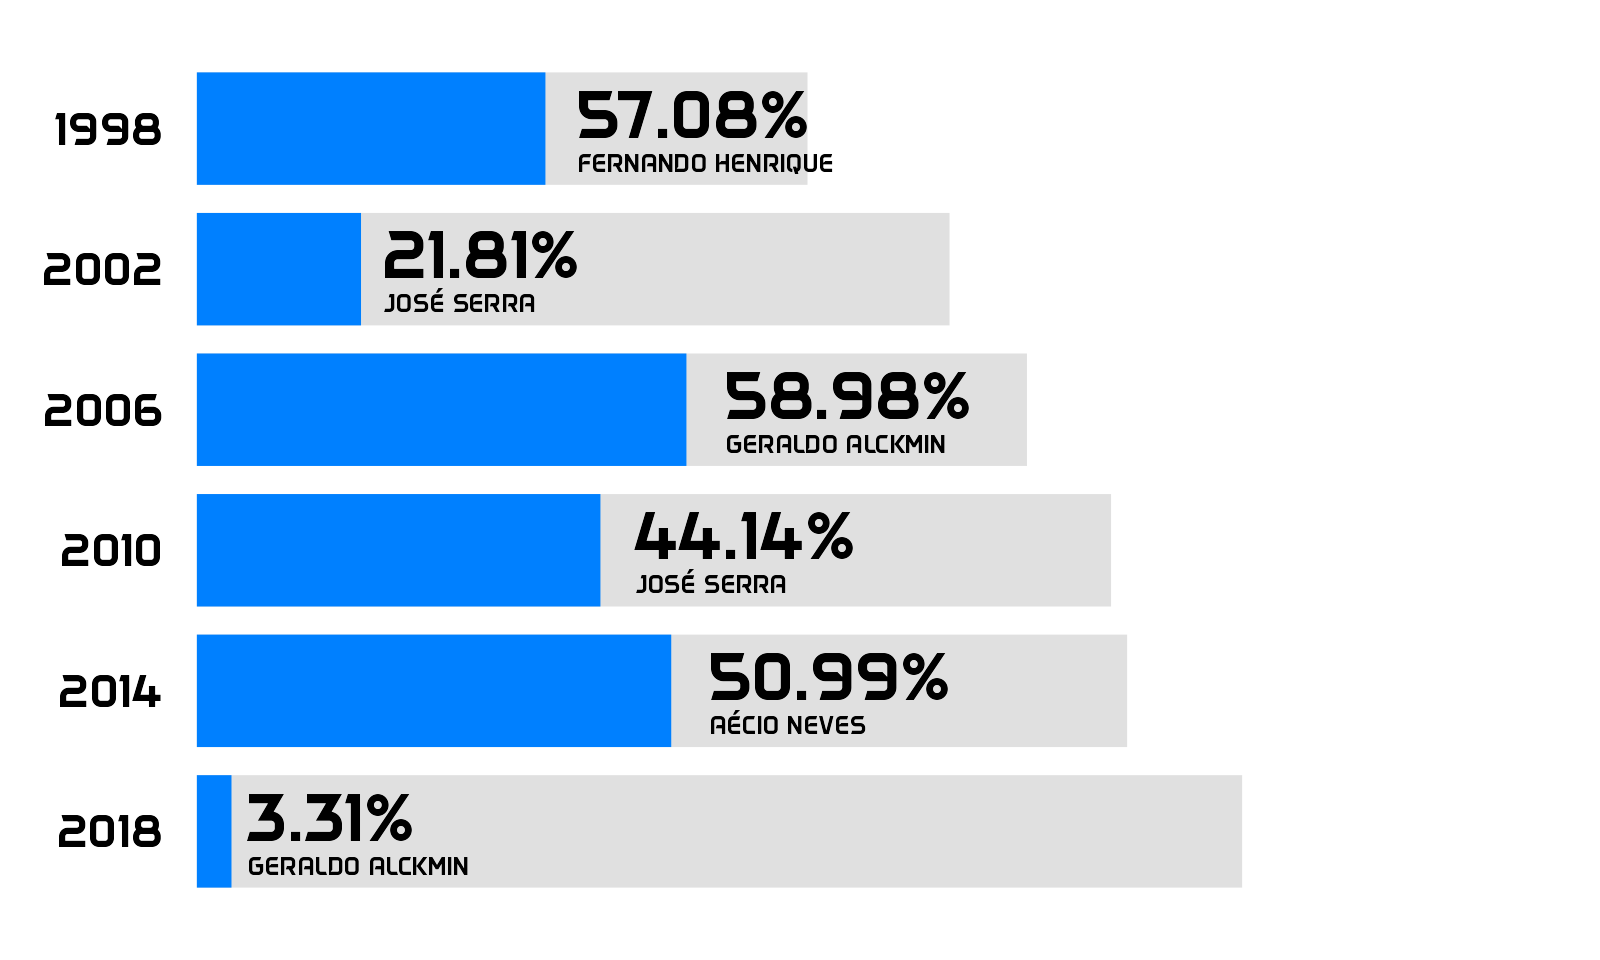 1998
57.08%
FERNANDO HENRIQUE
2002
21.81%
JOSÉ SERRA
2006
58.98%
GERALDO ALCKMIN
2010
44.14%
JOSÉ SERRA
2014
50.99%
AÉCIO NEVES
2018
3.31%
GERALDO ALCKMIN